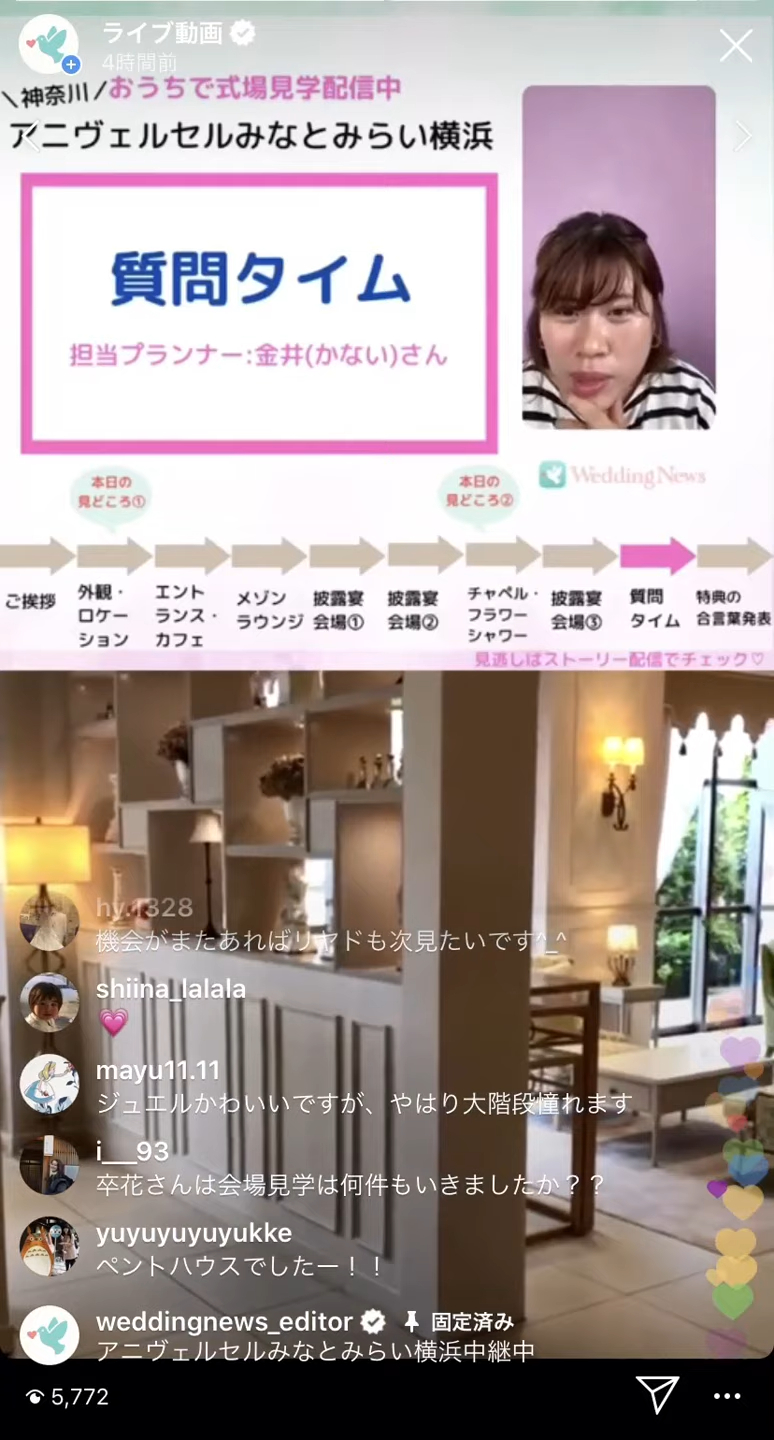 ライブ動画
4時間前
\神奈川/おうちで式場見学配信中
アニヴェルセルみなとみらい横浜
質問タイム
担当プランナー:金井(かない)さん
本日の
見どころ①
本日の
見どころ②
WeddingNews
ご挨拶
外観・
ロケー
ション
エント
ランス・
カフェ
メゾン
ラウンジ
披露宴
会場①
披露宴
会場②
チャペル・
フラワー
シャワー
披露宴
会場③
質問
タイム
特典の
合言葉発表
見逃しはストーリー配信でチェック♡
hy.1328
機会がまたあればリヤドも次見たいです^_^
shiina_lalala
💗
mayu11.11
ジュエルかわいいですが、やはり大階段憧れます
i___93
卒花さんは会場見学は何件もいきましたか？？
yuyuyuyuyukke
ペントハウスでしたー！！
weddingnews_editor 固定済み
アニヴェルセルみなとみらい横浜中継中
5,772